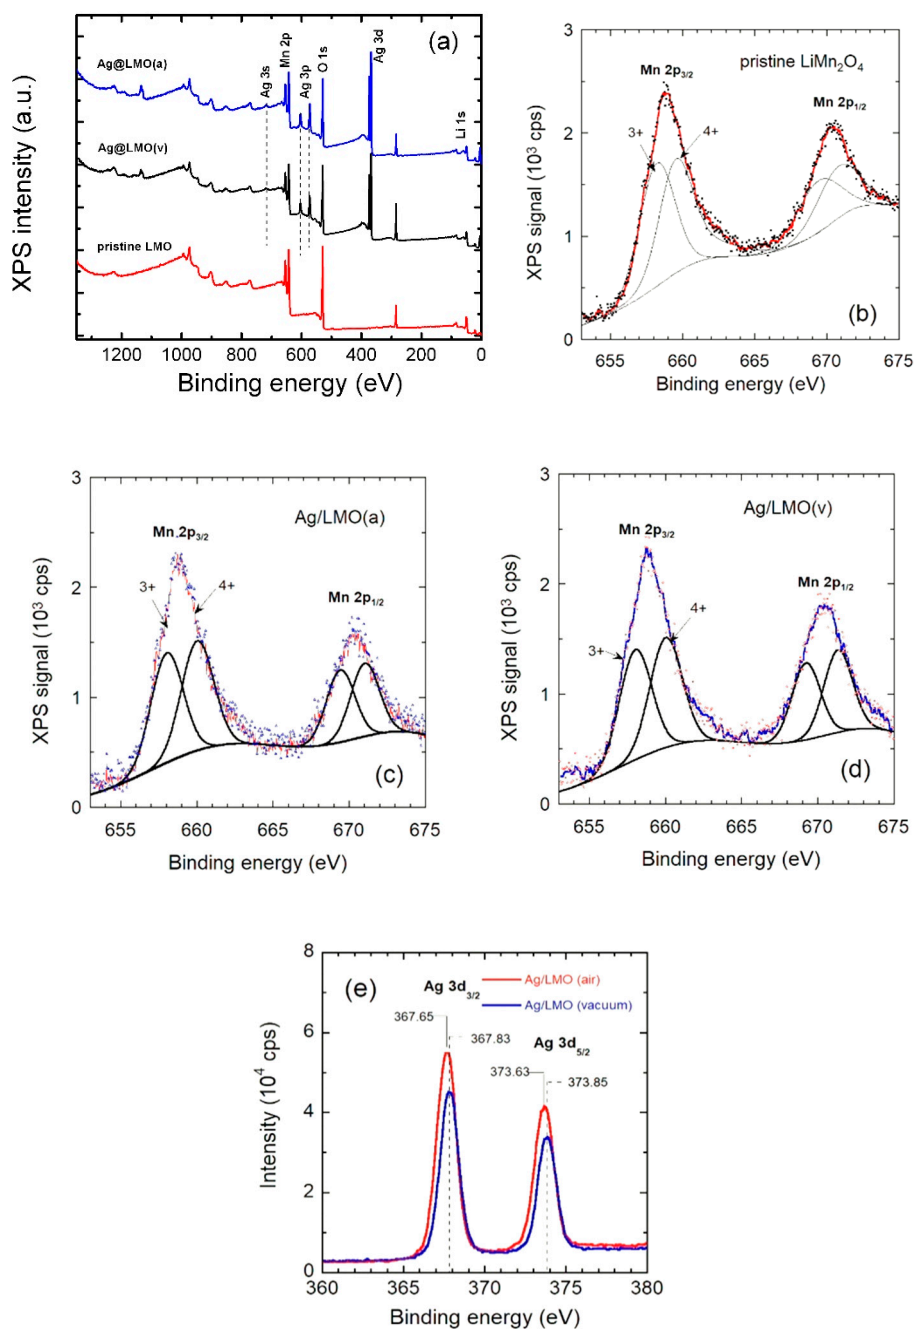 (a)
Ag@LMO(a)
Ag@LMO(v)
pristine LMO
Ag 3s
Mn 2p
Ag 3p
O 1s
Ag 3d
Li 1s
XPS intensity (a.u.)
1200 1000 800 600 400 200 0
Binding energy (eV)
3
Mn 2p3/2
pristine LiMn2O4
Mn 2p1/2
3+
4+
2
1
0
(b)
XPS signal (10³ cps)
655 660 665 670 675
Binding energy (eV)
3
Ag/LMO(a)
Mn 2p3/2
3+
4+
Mn 2p1/2
2
1
0
(c)
XPS signal (10³ cps)
655 660 665 670 675
Binding energy (eV)
3
Ag/LMO(v)
Mn 2p3/2
Mn 2p1/2
4+
3+
2
1
0
(d)
XPS signal (10³ cps)
655 660 665 670 675
Binding energy (eV)
8
(e)
Ag/LMO (air)
Ag 3d3/2
Ag/LMO (vacuum)
367.65
367.83
Ag 3d5/2
373.63
373.85
6
4
2
0
Intensity (10⁴ cps)
360 365 370 375 380
Binding energy (eV)